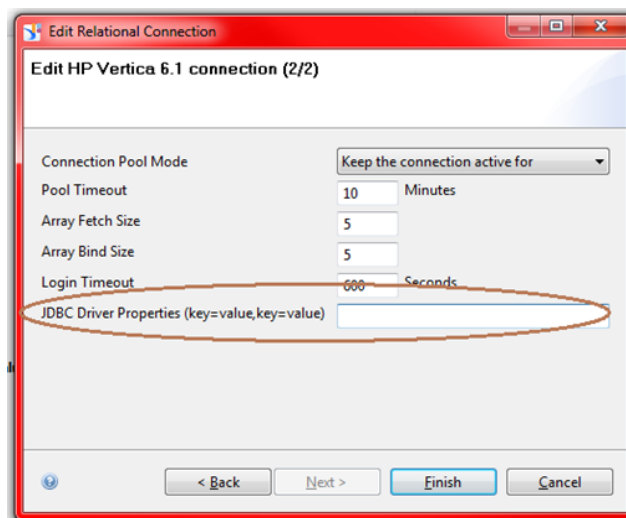 Edit Relational Connection
Edit HP Vertica 6.1 connection (2/2)
Connection Pool Mode Keep the connection active for
Pool Timeout 10 Minutes
Array Fetch Size 5
Array Bind Size 5
Login Timeout 600 Seconds
JDBC Driver Properties (key=value,key=value)
< Back Next > Finish Cancel